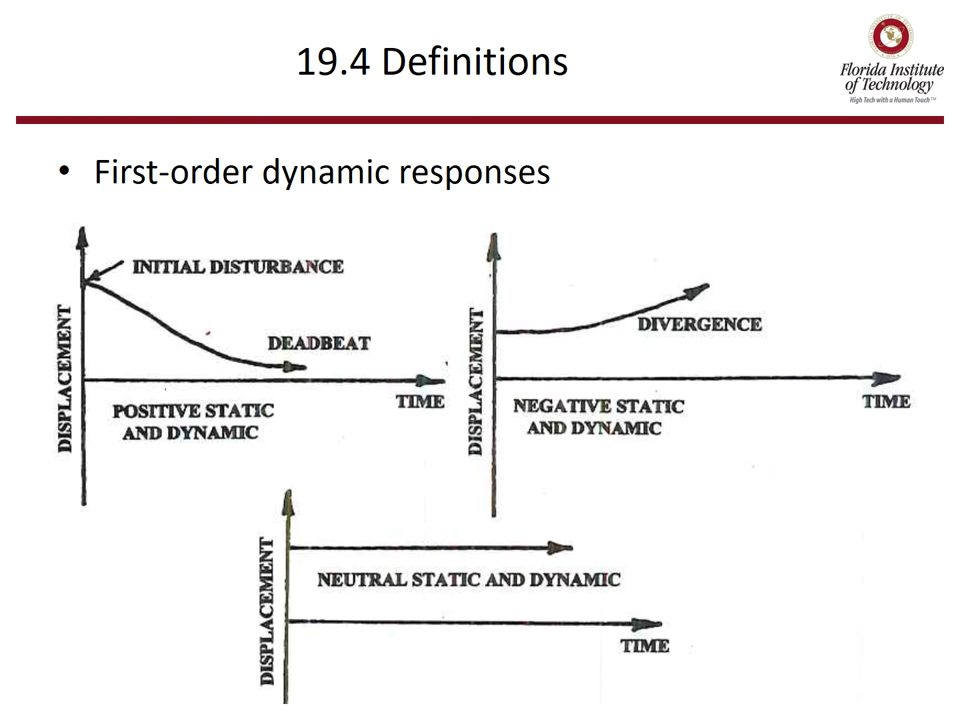 19.4 Definitions
Florida Institute
of Technology
High Tech with a Human Touch™
• First-order dynamic responses
INITIAL DISTURBANCE
DEADBEAT
DISPLACEMENT
TIME
POSITIVE STATIC
AND DYNAMIC
DIVERGENCE
DISPLACEMENT
TIME
NEGATIVE STATIC
AND DYNAMIC
NEUTRAL STATIC AND DYNAMIC
DISPLACEMENT
TIME